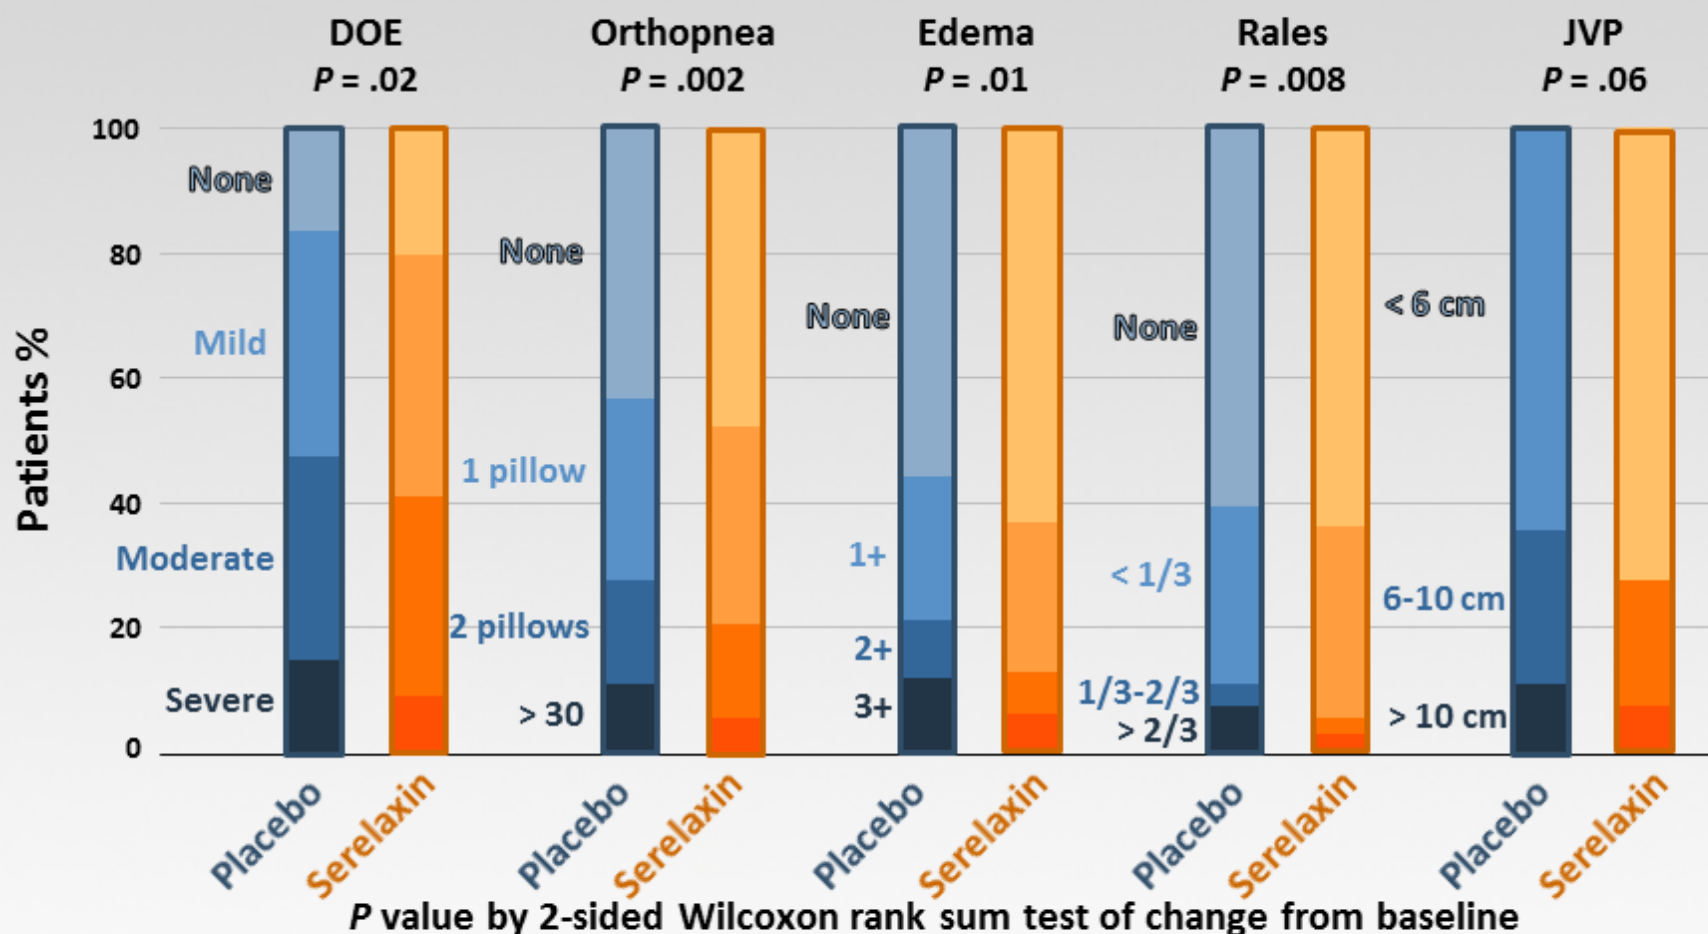 DOE
P = .02
Orthopnea
P = .002
Edema
P = .01
Rales
P = .008
JVP
P = .06
Patients %
100
80
60
40
20
0
None
Mild
Moderate
Severe
None
1 pillow
2 pillows
> 30
None
1+
2+
3+
None
< 1/3
1/3-2/3
> 2/3
< 6 cm
6-10 cm
> 10 cm
Placebo
Serelaxin
Placebo
Serelaxin
Placebo
Serelaxin
Placebo
Serelaxin
Placebo
Serelaxin
P value by 2-sided Wilcoxon rank sum test of change from baseline